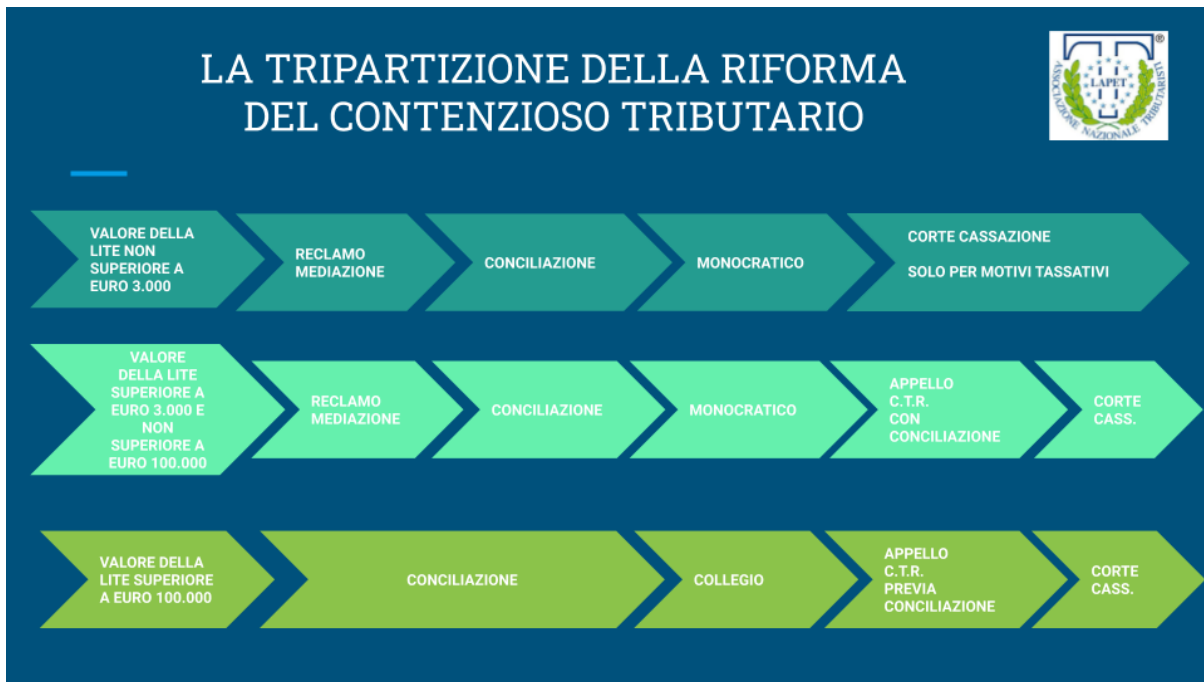 LA TRIPARTIZIONE DELLA RIFORMA
DEL CONTENZIOSO TRIBUTARIO
ASSOCIAZIONE NAZIONALE TRIBUTARISTI
LAPET
®
VALORE DELLA
LITE NON
SUPERIORE A
EURO 3.000
RECLAMO
MEDIAZIONE
CONCILIAZIONE
MONOCRATICO
CORTE CASSAZIONE
SOLO PER MOTIVI TASSATIVI
VALORE
DELLA LITE
SUPERIORE A
EURO 3.000 E
NON
SUPERIORE A
EURO 100.000
RECLAMO
MEDIAZIONE
CONCILIAZIONE
MONOCRATICO
APPELLO
C.T.R.
CON
CONCILIAZIONE
CORTE
CASS.
VALORE DELLA
LITE SUPERIORE
A EURO 100.000
CONCILIAZIONE
COLLEGIO
APPELLO
C.T.R.
PREVIA
CONCILIAZIONE
CORTE
CASS.